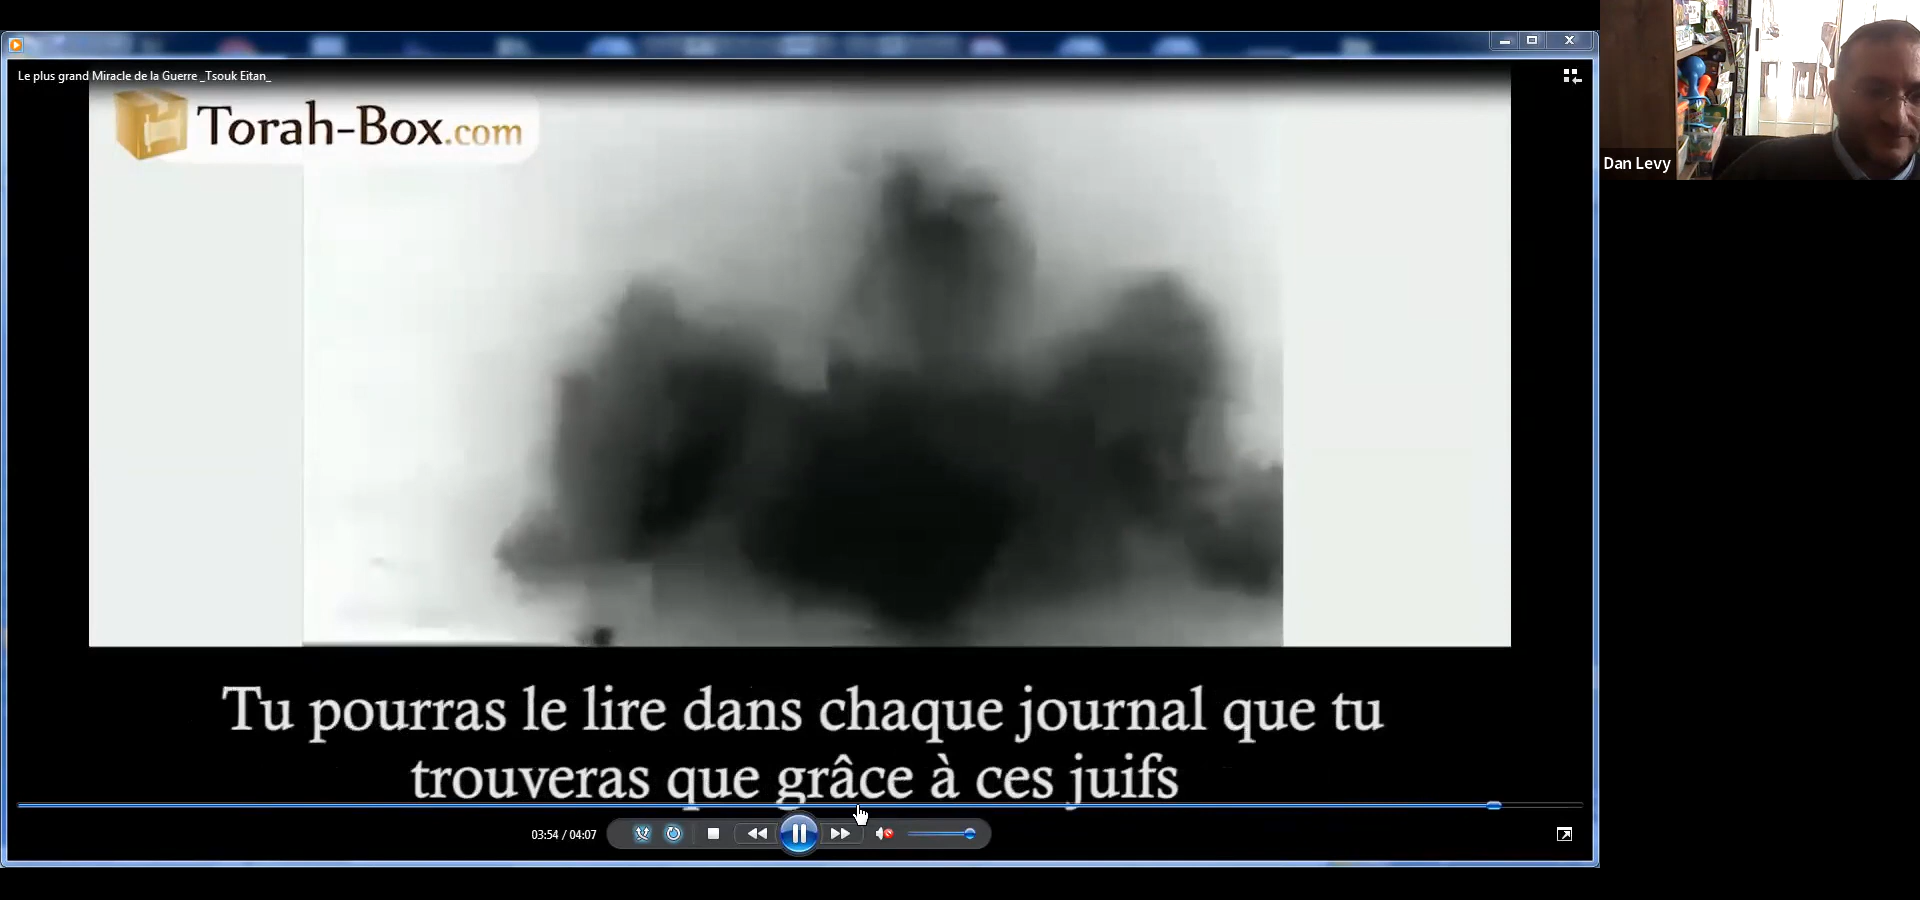 Le plus grand Miracle de la Guerre _Tsouk Eitan_
Torah-Box.com
Dan Levy
Tu pourras le lire dans chaque journal que tu
trouveras que grâce à ces juifs
03:54 / 04:07